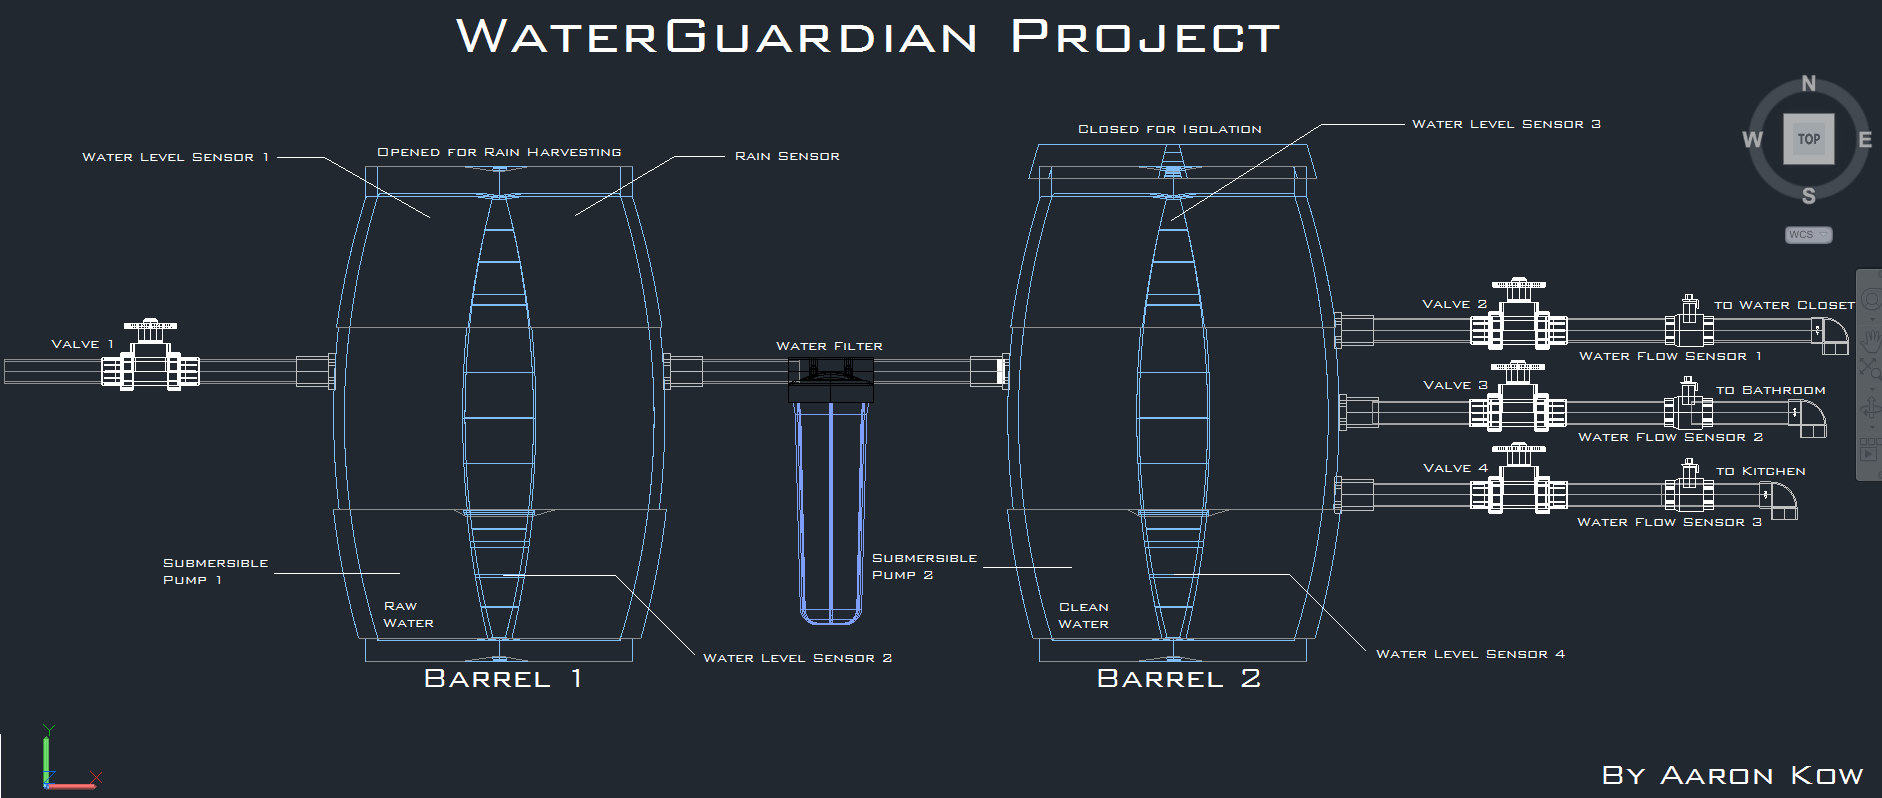 WaterGuardian Project
N
W
TOP
E
S
WCS
Closed for Isolation
Water Level Sensor 3
Water Level Sensor 1
Opened for Rain Harvesting
Rain Sensor
Valve 1
Water Filter
Valve 2
to Water Closet
Water Flow Sensor 1
Valve 3
to Bathroom
Water Flow Sensor 2
Valve 4
to Kitchen
Water Flow Sensor 3
Submersible
Pump 1
Submersible
Pump 2
Raw
Water
Clean
Water
Water Level Sensor 2
Water Level Sensor 4
Barrel 1
Barrel 2
Y
X
By Aaron Kow